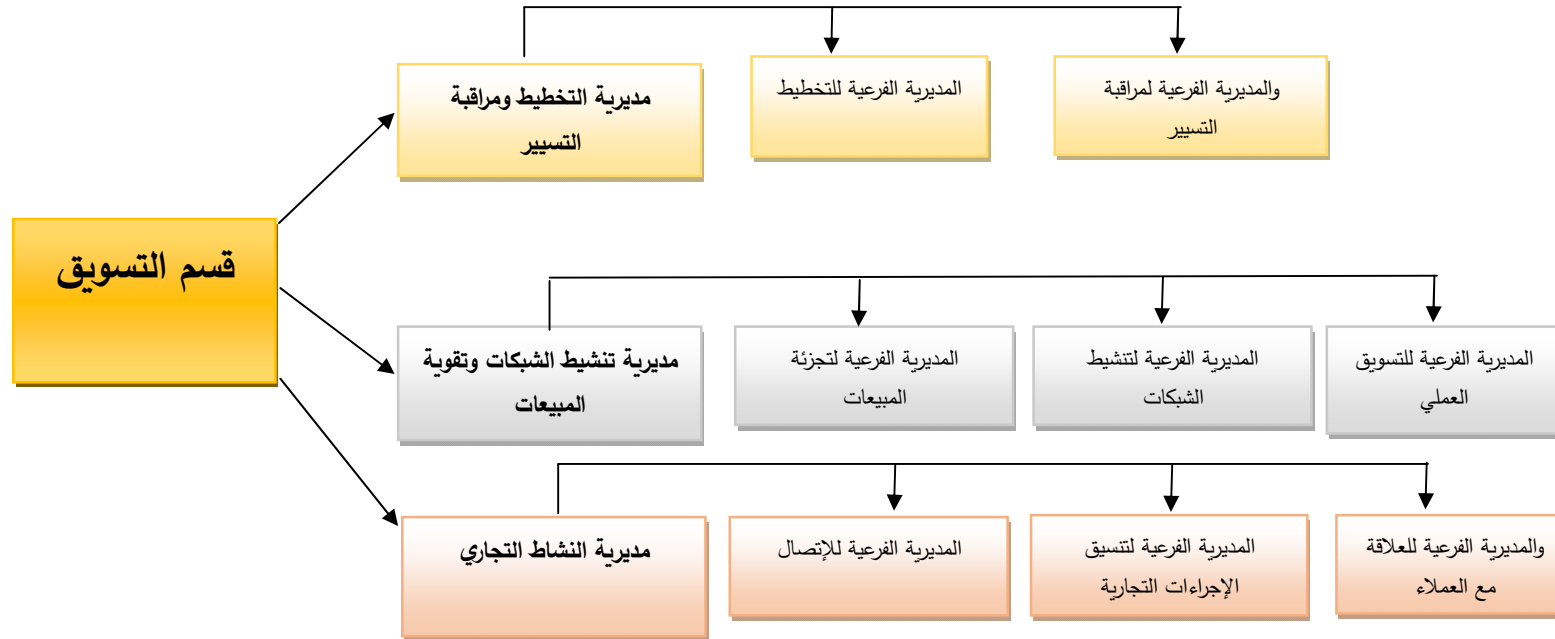 مديرية التخطيط ومراقبة
التسيير
المديرية الفرعية للتخطيط
والمديرية الفرعية لمراقبة
التسيير
قسم التسويق
مديرية تنشيط الشبكات وتقوية
المبيعات
المديرية الفرعية لتجزئة
المبيعات
المديرية الفرعية لتنشيط
الشبكات
المديرية الفرعية للتسويق
العملي
مديرية النشاط التجاري
المديرية الفرعية للإتصال
المديرية الفرعية لتنسيق
الإجراءات التجارية
والمديرية الفرعية للعلاقة
مع العملاء